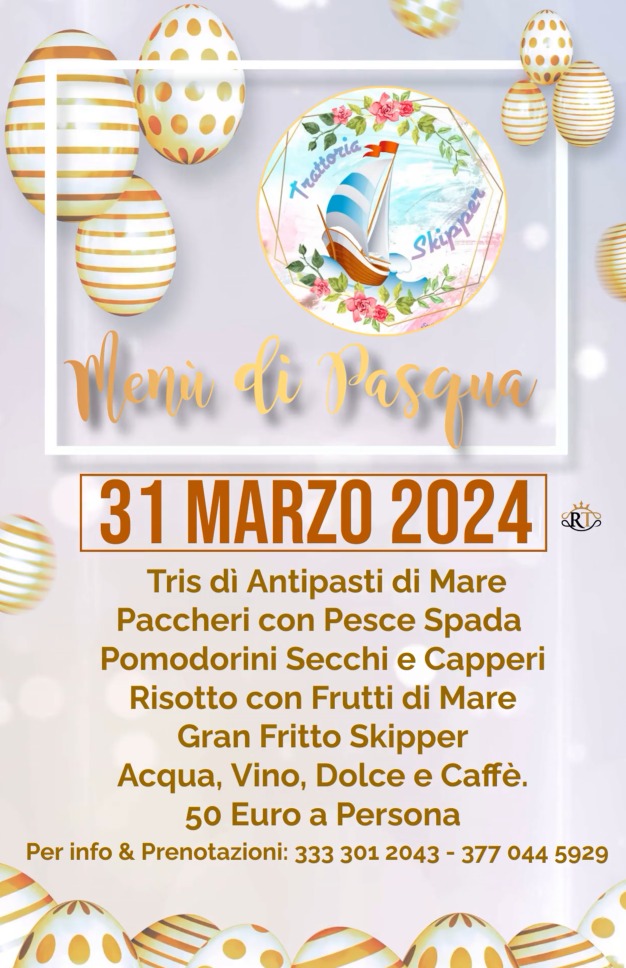 Trattoria
Skipper
Menù di Pasqua
31 MARZO 2024
RT
Tris dì Antipasti di Mare
Paccheri con Pesce Spada
Pomodorini Secchi e Capperi
Risotto con Frutti di Mare
Gran Fritto Skipper
Acqua, Vino, Dolce e Caffè.
50 Euro a Persona
Per info & Prenotazioni: 333 301 2043 - 377 044 5929